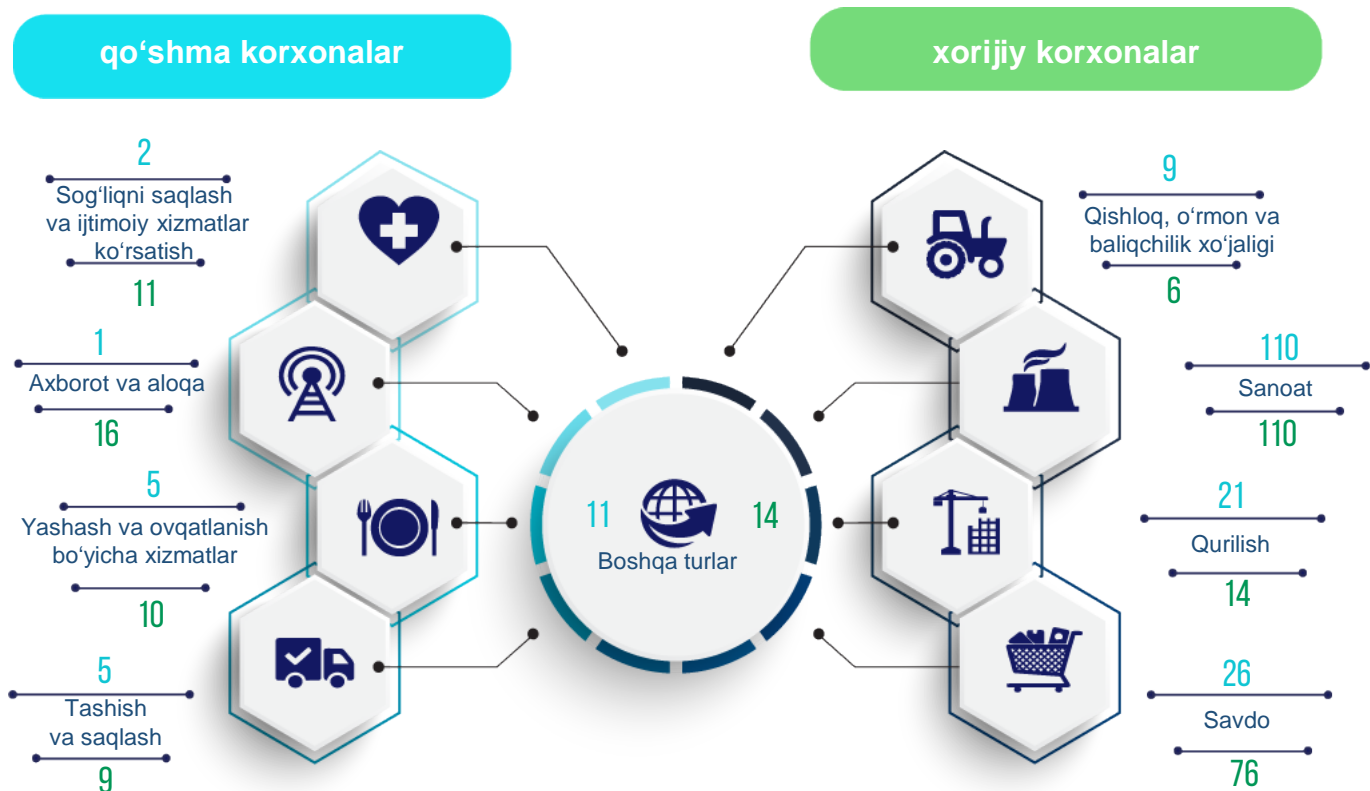 qo‘shma korxonalar
xorijiy korxonalar
2
Sog‘liqni saqlash
va ijtimoiy xizmatlar
ko‘rsatish
11
1
Axborot va aloqa
16
5
Yashash va ovqatlanish
bo‘yicha xizmatlar
10
5
Tashish
va saqlash
9
11
14
Boshqa turlar
9
Qishloq, o‘rmon va
baliqchilik xo‘jaligi
6
110
Sanoat
110
21
Qurilish
14
26
Savdo
76